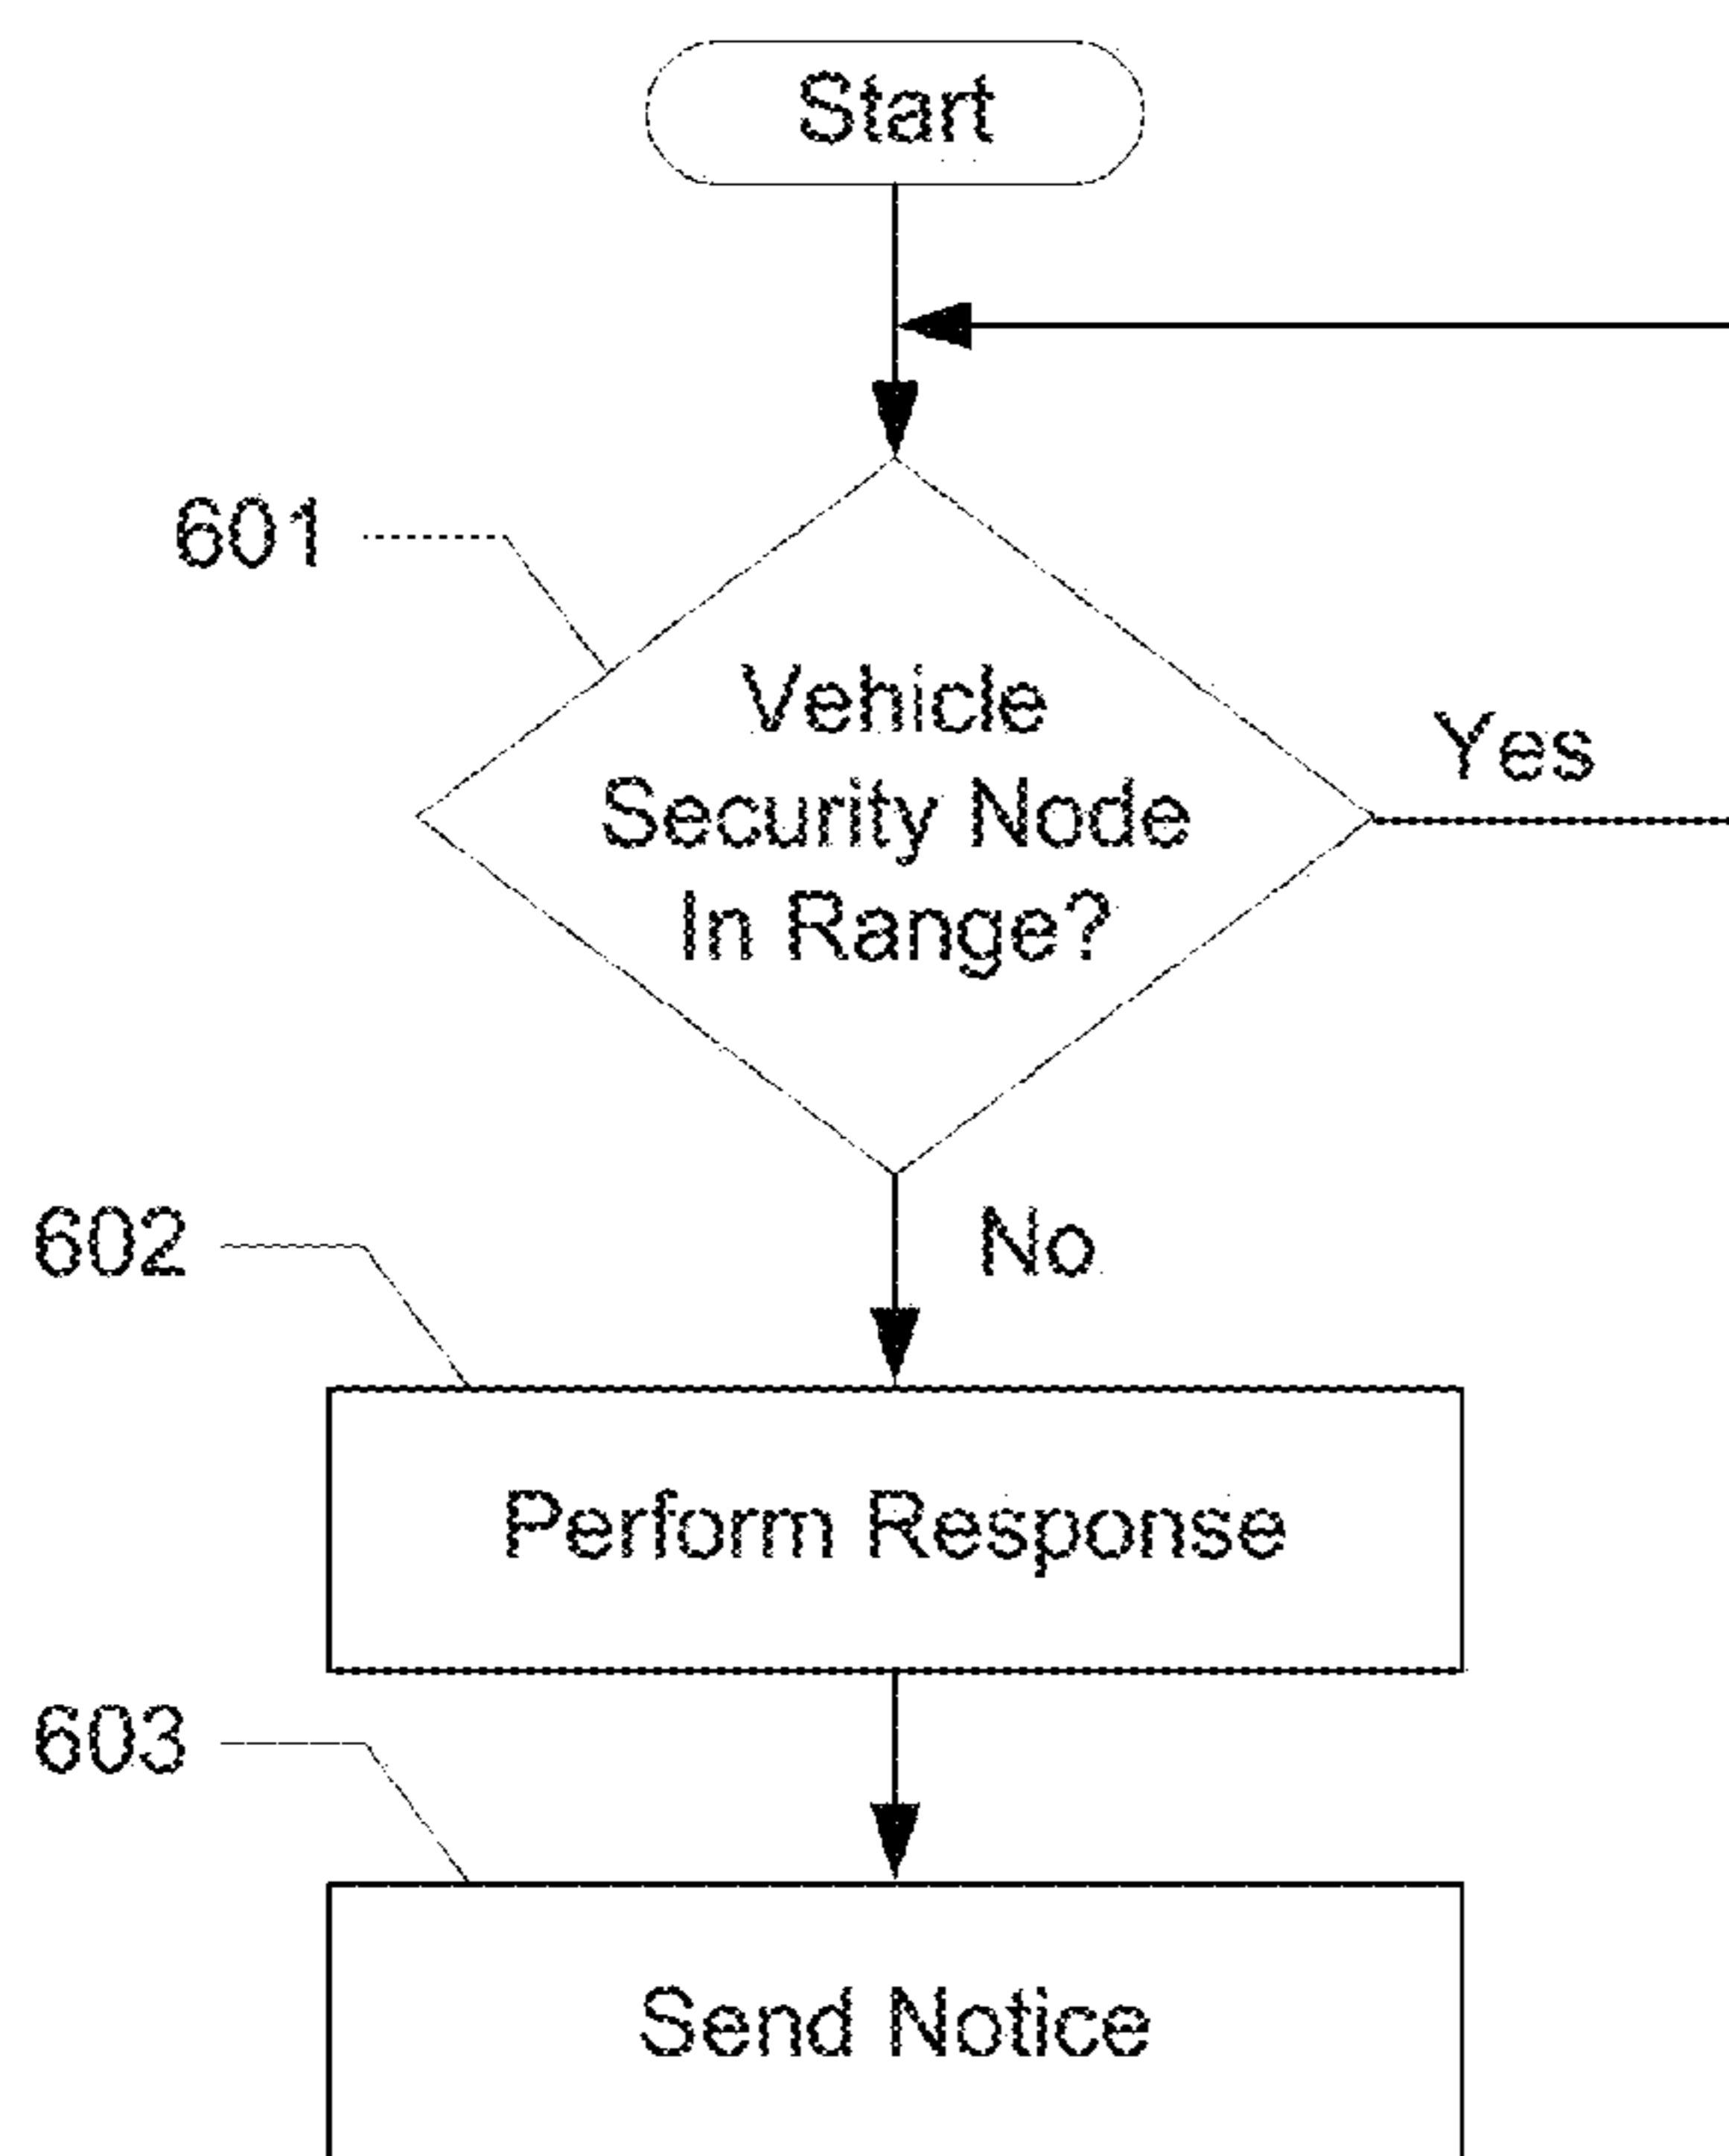 Start
601
Vehicle
Security Node
In Range?
Yes
602
No
Perform Response
603
Send Notice